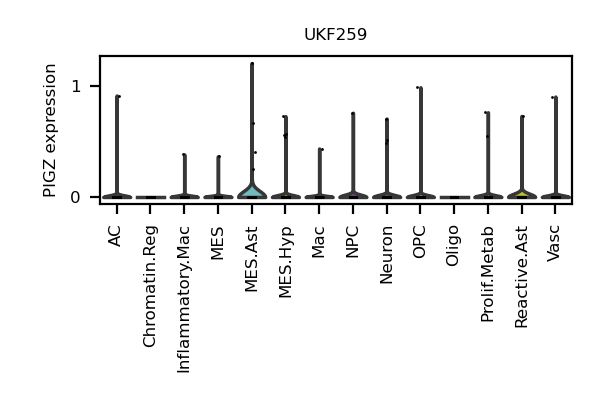 UKF259
PIGZ expression
1
0
AC
Chromatin.Reg
Inflammatory.Mac
MES
MES.Ast
MES.Hyp
Mac
NPC
Neuron
OPC
Oligo
Prolif.Metab
Reactive.Ast
Vasc